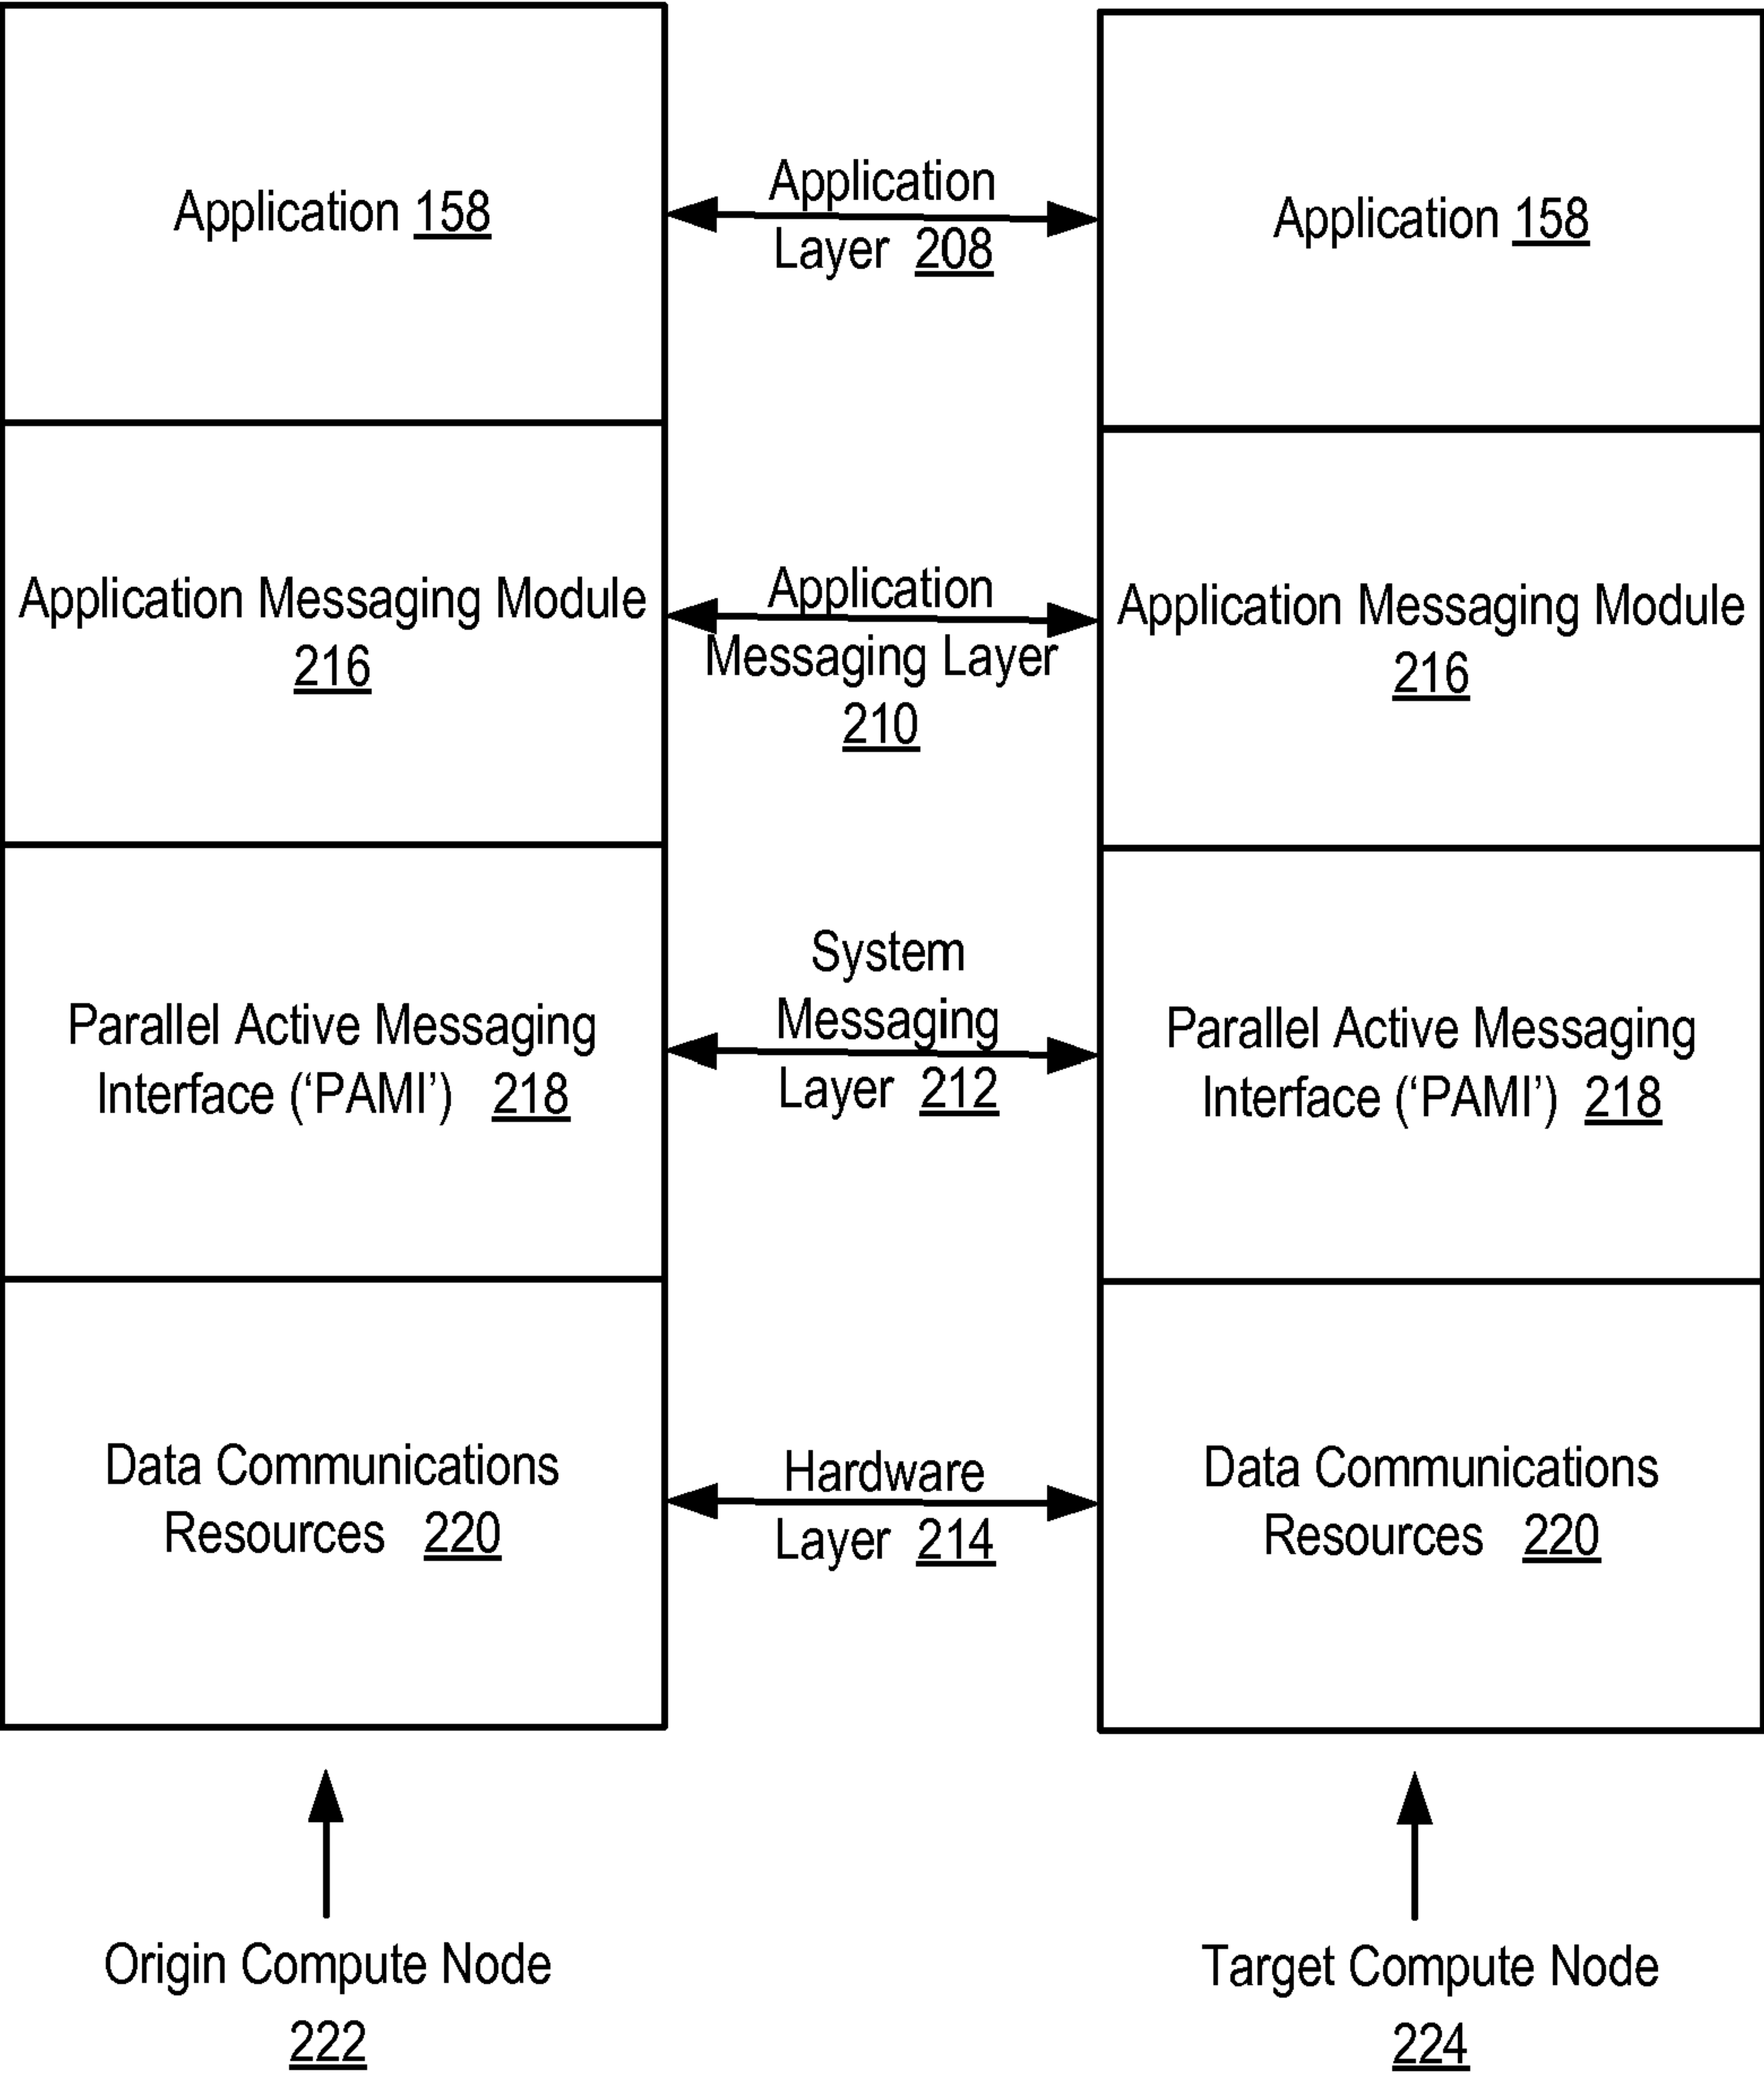 Application 158
Application
Layer 208
Application 158
Application Messaging Module
216
Application
Messaging Layer
210
Application Messaging Module
216
Parallel Active Messaging
Interface (‘PAMI’) 218
System
Messaging
Layer 212
Parallel Active Messaging
Interface (‘PAMI’) 218
Data Communications
Resources 220
Hardware
Layer 214
Data Communications
Resources 220
Origin Compute Node
222
Target Compute Node
224